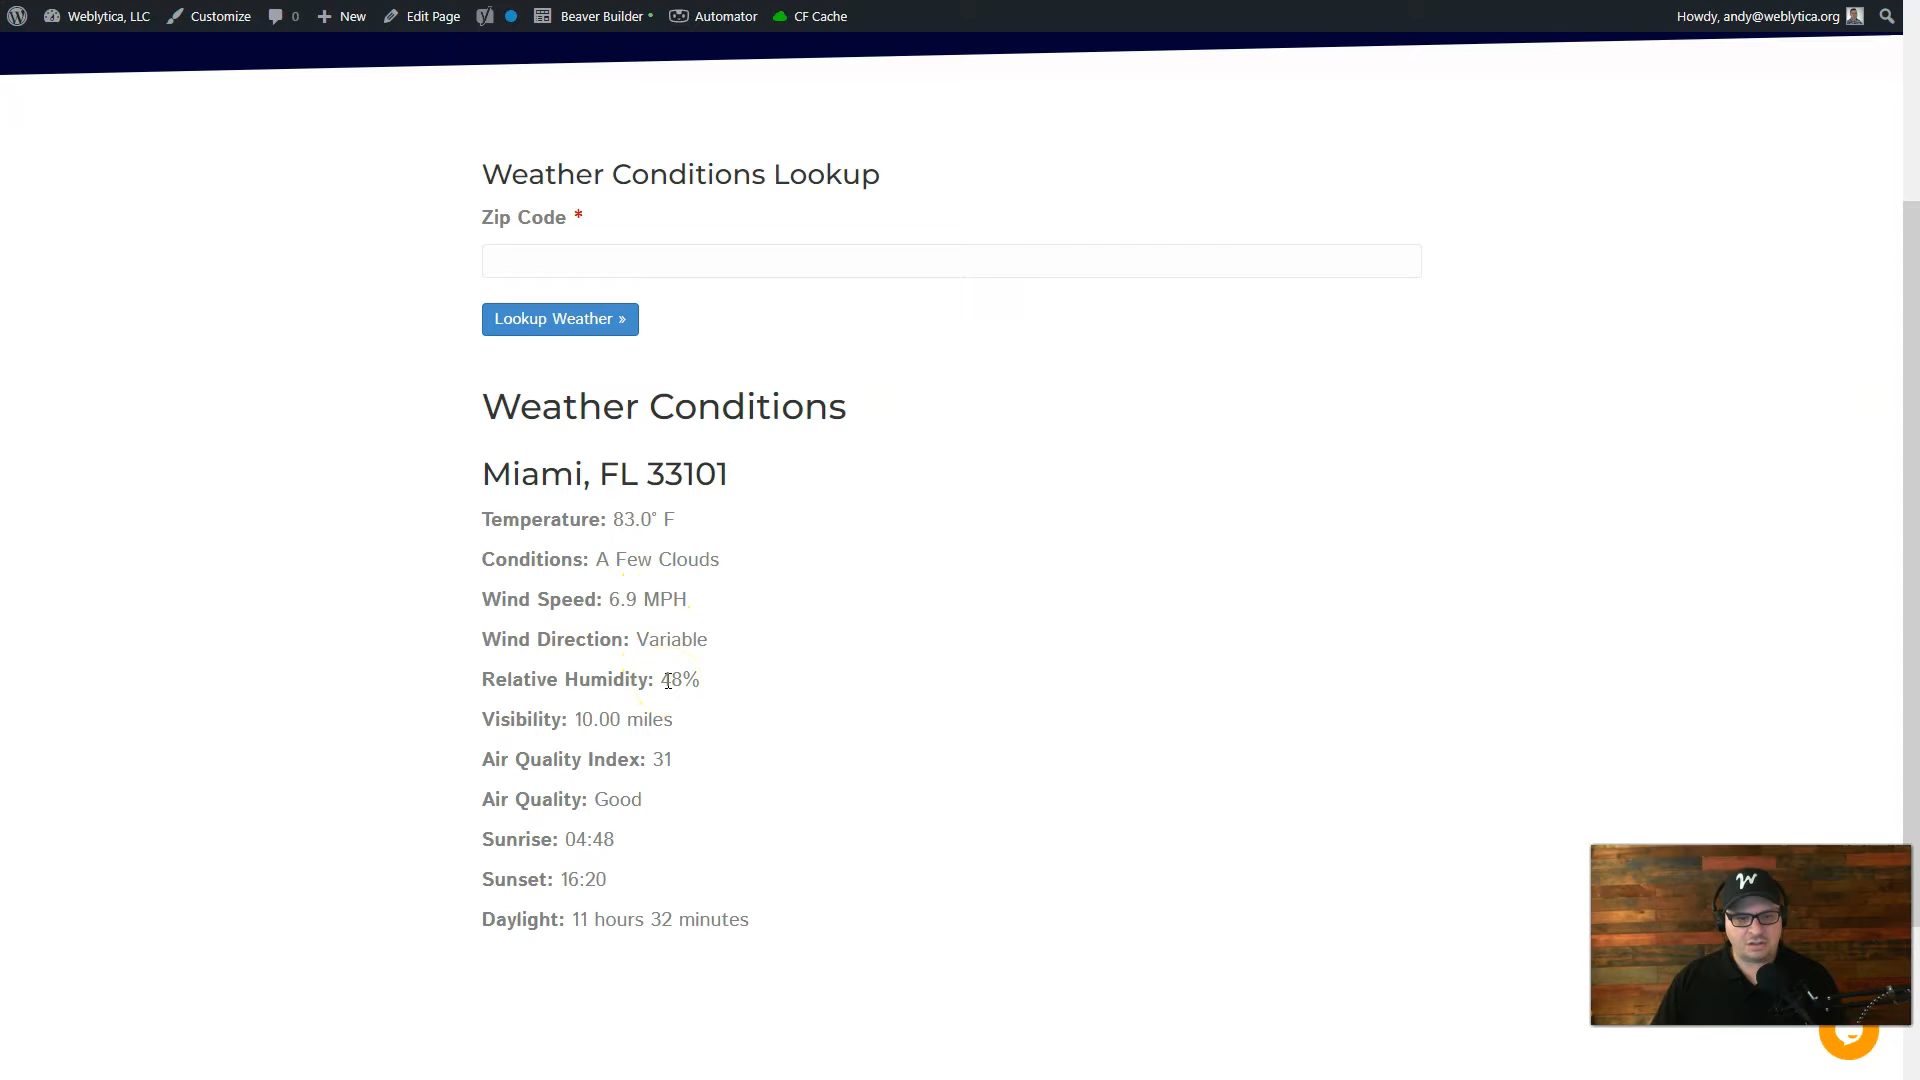 Weblytica, LLC Customize 0 New Edit Page Beaver Builder Automator CF Cache Howdy, andy@weblytica.org
Weather Conditions Lookup
Zip Code *
Lookup Weather »
Weather Conditions
Miami, FL 33101
Temperature: 83.0° F
Conditions: A Few Clouds
Wind Speed: 6.9 MPH
Wind Direction: Variable
Relative Humidity: 48%
Visibility: 10.00 miles
Air Quality Index: 31
Air Quality: Good
Sunrise: 04:48
Sunset: 16:20
Daylight: 11 hours 32 minutes
W